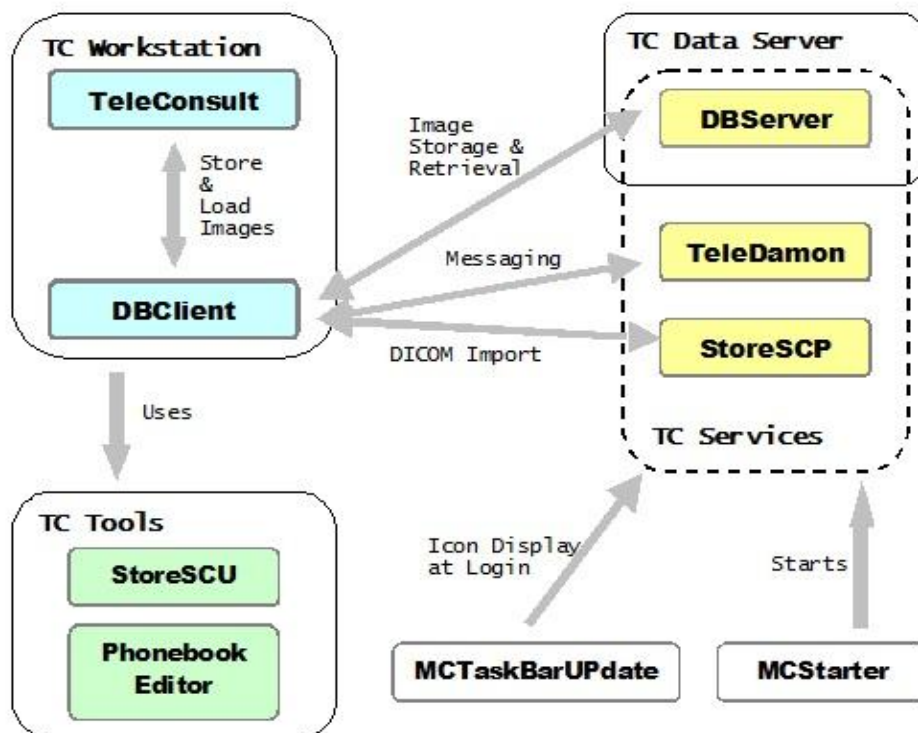 TC Workstation
TeleConsult
Store
&
Load
Images
DBClient
Uses
TC Tools
StoreSCU
Phonebook
Editor
Image
Storage &
Retrieval
Messaging
DICOM Import
TC Data Server
DBServer
TeleDamon
StoreSCP
TC Services
Icon Display
at Login
Starts
MCTaskBarUPdate
MCStarter